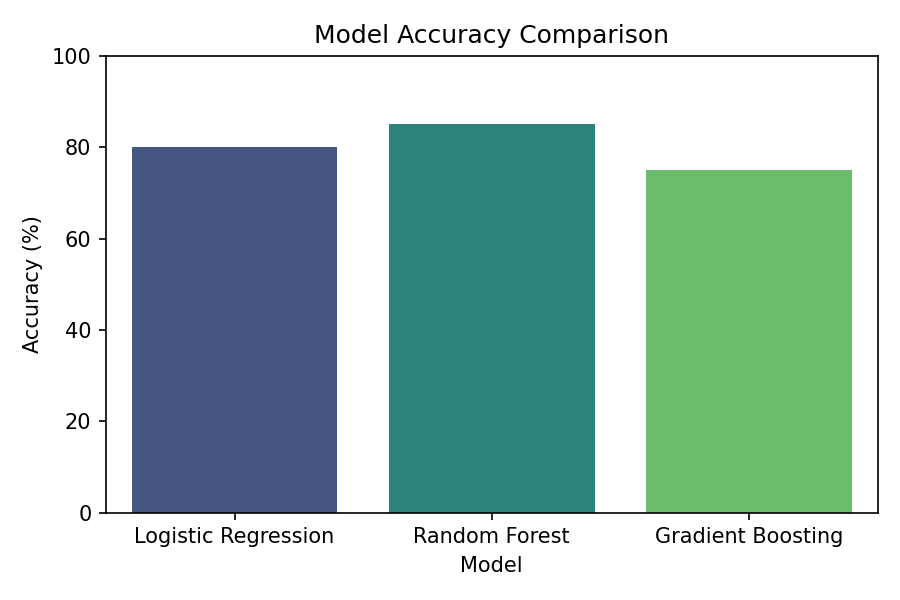 Model Accuracy Comparison
100
80
60
40
20
0
Accuracy (%)
Logistic Regression
Random Forest
Gradient Boosting
Model